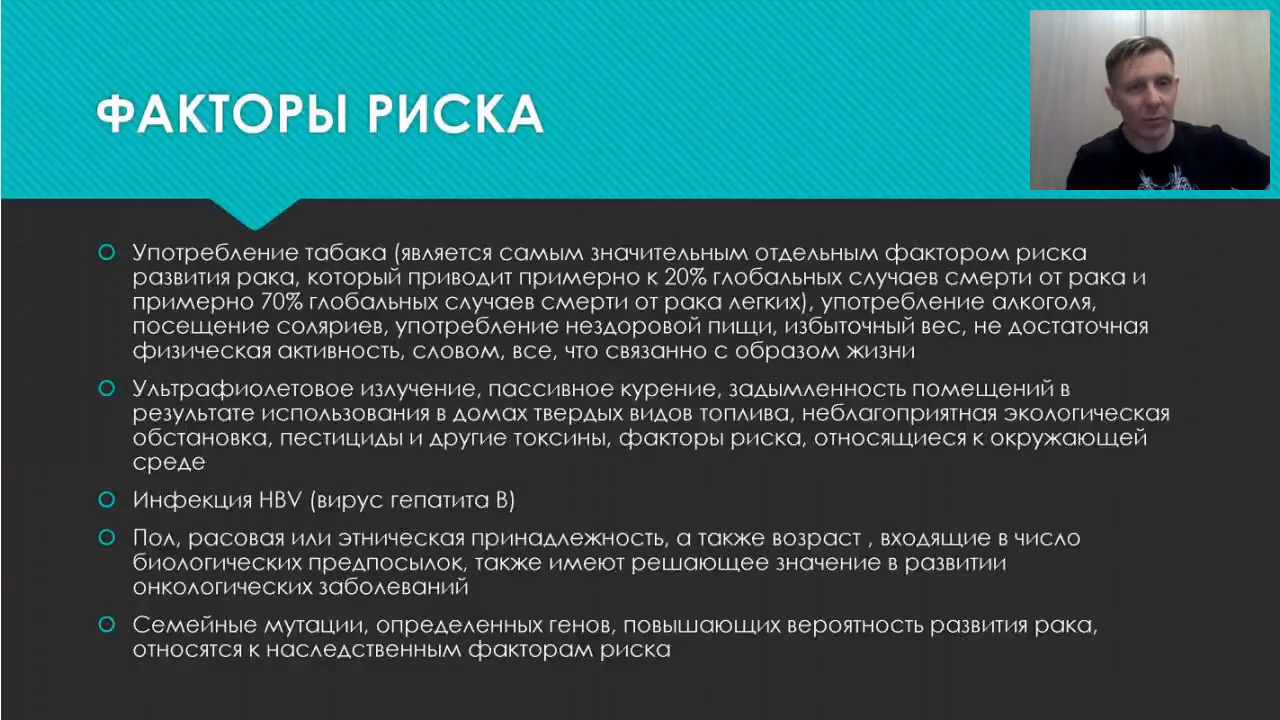 ФАКТОРЫ РИСКА
Употребление табака (является самым значительным отдельным фактором риска
развития рака, который приводит примерно к 20% глобальных случаев смерти от рака и
примерно 70% глобальных случаев смерти от рака легких), употребление алкоголя,
посещение соляриев, употребление нездоровой пищи, избыточный вес, не достаточная
физическая активность, словом, все, что связанно с образом жизни
Ультрафиолетовое излучение, пассивное курение, задымленность помещений в
результате использования в домах твердых видов топлива, неблагоприятная экологическая
обстановка, пестициды и другие токсины, факторы риска, относящиеся к окружающей
среде
Инфекция HBV (вирус гепатита B)
Пол, расовая или этническая принадлежность, а также возраст , входящие в число
биологических предпосылок, также имеют решающее значение в развитии
онкологических заболеваний
Семейные мутации, определенных генов, повышающих вероятность развития рака,
относятся к наследственным факторам риска